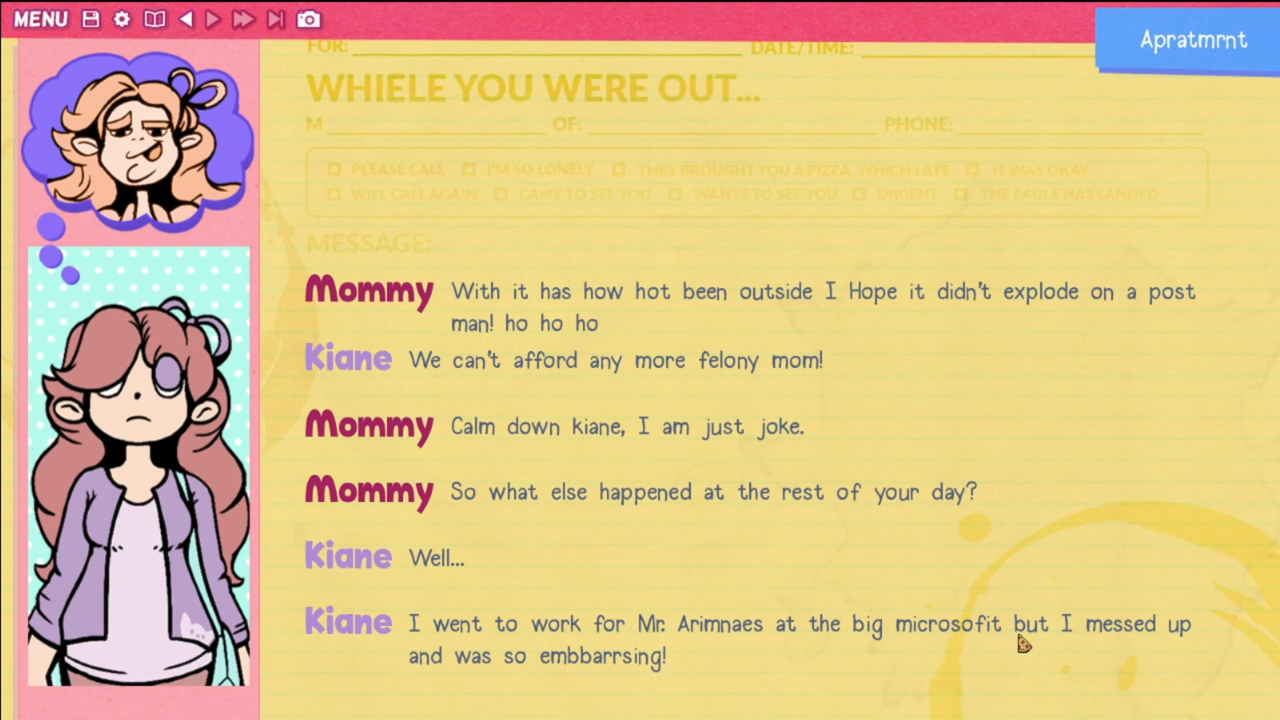 MENU
Apratmrnt
FOR: DATE/TIME:
WHIELE YOU WERE OUT...
M OF: PHONE:
PLEASE CALL I'M SO LONELY THEY BROUGHT YOU A PIZZA, WHICH I ATE IT WAS OKAY
WILL CALL AGAIN CAME TO SEE YOU WANTS TO SEE YOU URGENT THE EAGLE HAS LANDED
MESSAGE:
Mommy With it has how hot been outside I Hope it didn't explode on a post
man! ho ho ho
Kiane We can't afford any more felony mom!
Mommy Calm down kiane, I am just joke.
Mommy So what else happened at the rest of your day?
Kiane Well...
Kiane I went to work for Mr. Arimnaes at the big microsofit but I messed up
and was so embbarrsing!